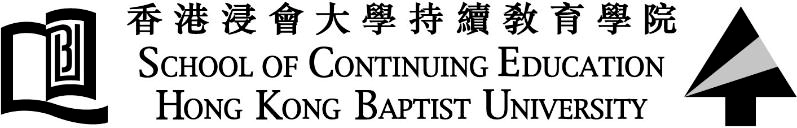 香港浸會大學持續教育學院
SCHOOL OF CONTINUING EDUCATION
HONG KONG BAPTIST UNIVERSITY